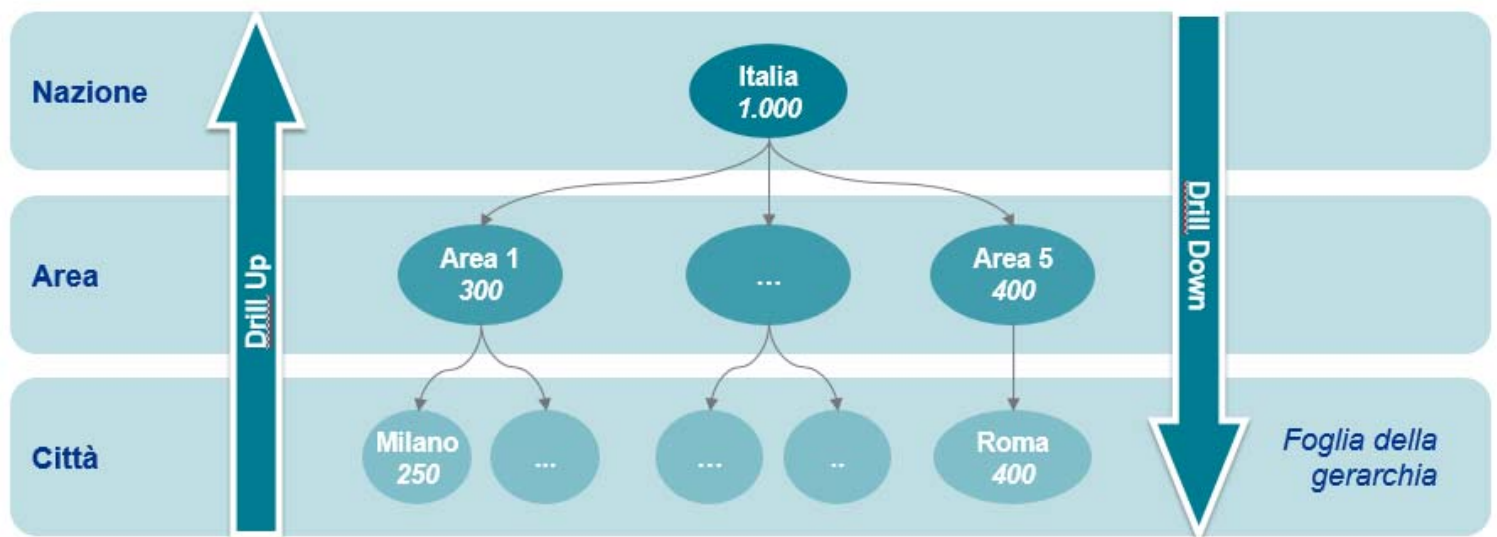 Nazione
Italia
1.000
Drill Up
Drill Down
Area
Area 1
300
...
Area 5
400
Città
Milano
250
...
...
..
Roma
400
Foglia della
gerarchia